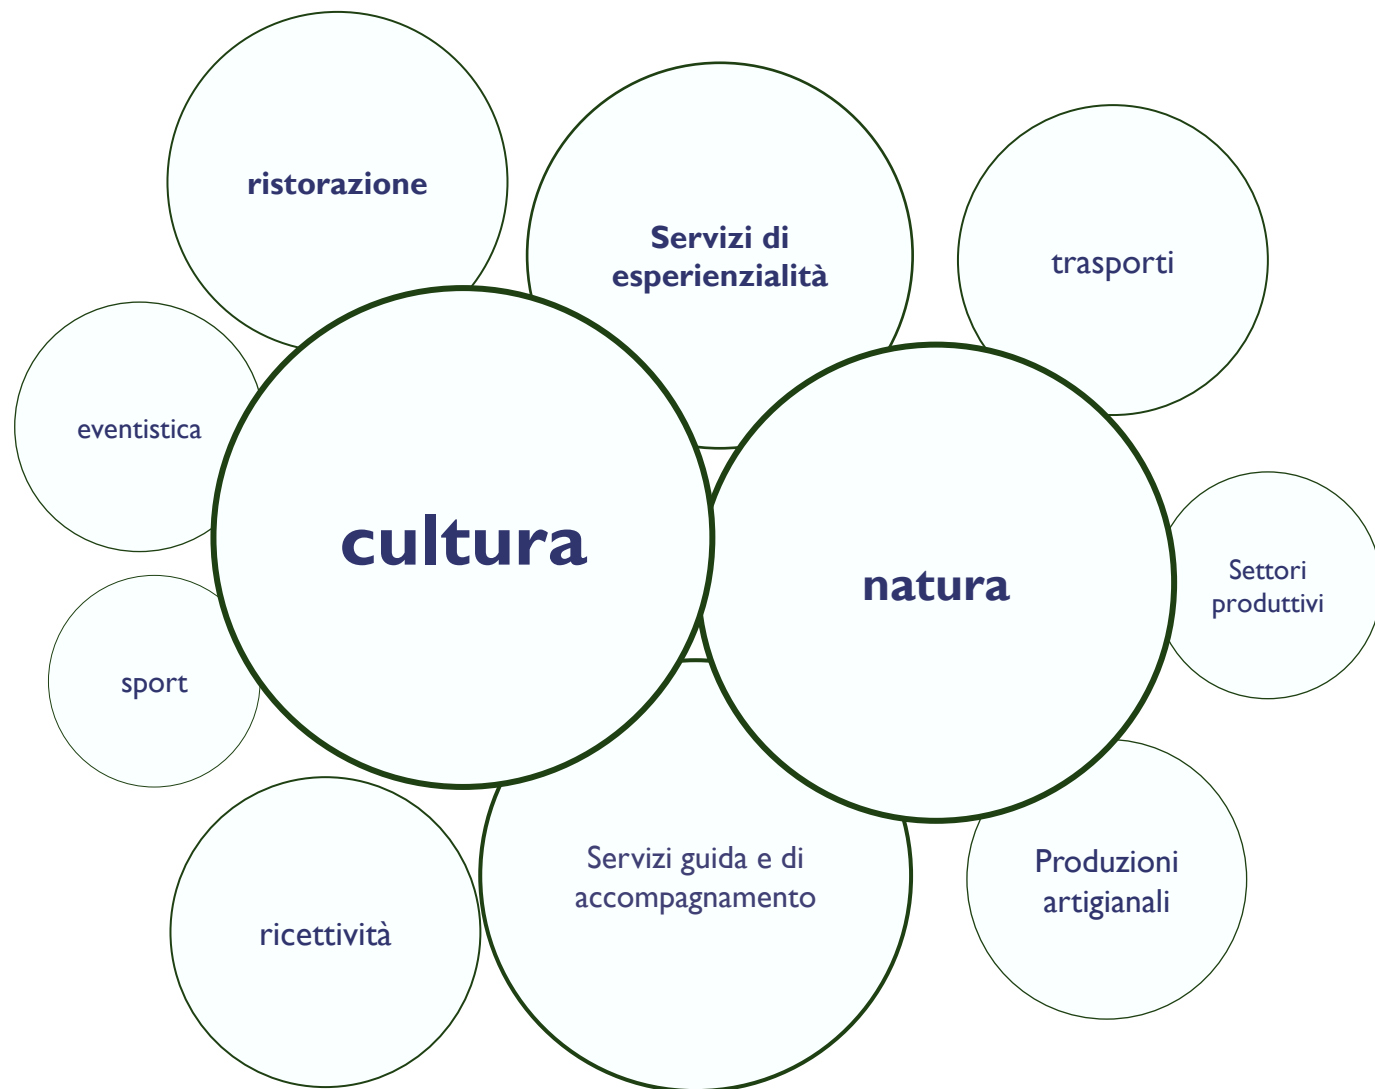 ristorazione
Servizi di
esperienzialità
trasporti
eventistica
cultura
natura
Settori
produttivi
sport
Servizi guida e di
accompagnamento
Produzioni
artigianali
ricettività